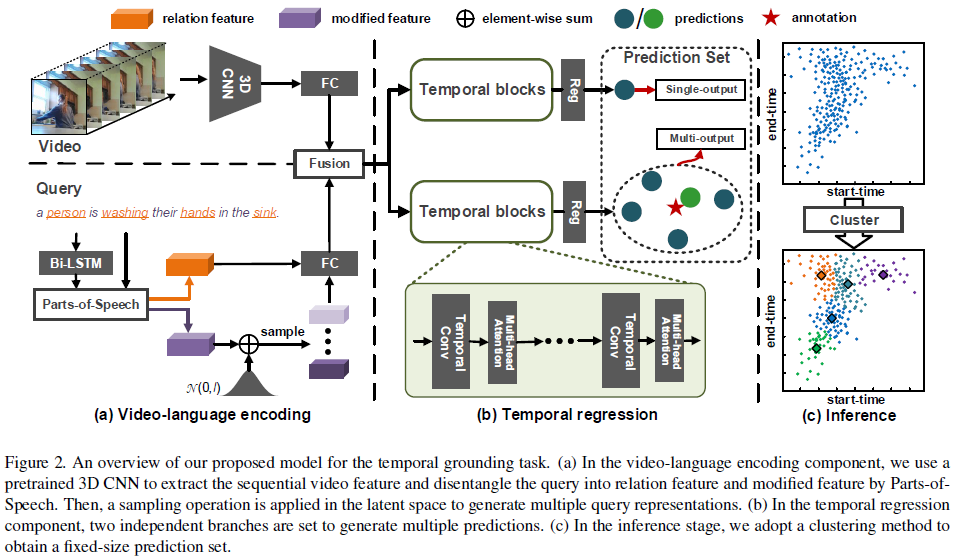 relation feature
modified feature
element-wise sum
predictions
annotation
Video
3D
CNN
FC
Fusion
Query
a person is washing their hands in the sink.
Bi-LSTM
Parts-of-Speech
FC
sample
𝒩(0,I)
(a) Video-language encoding
Temporal blocks
Reg
Prediction Set
Single-output
Multi-output
Temporal blocks
Reg
Temporal
Conv
Multi-head
Attention
Temporal
Conv
Multi-head
Attention
(b) Temporal regression
end-time
start-time
Cluster
end-time
start-time
(c) Inference
Figure 2. An overview of our proposed model for the temporal grounding task. (a) In the video-language encoding component, we use a
pretrained 3D CNN to extract the sequential video feature and disentangle the query into relation feature and modified feature by Parts-of-
Speech. Then, a sampling operation is applied in the latent space to generate multiple query representations. (b) In the temporal regression
component, two independent branches are set to generate multiple predictions. (c) In the inference stage, we adopt a clustering method to
obtain a fixed-size prediction set.